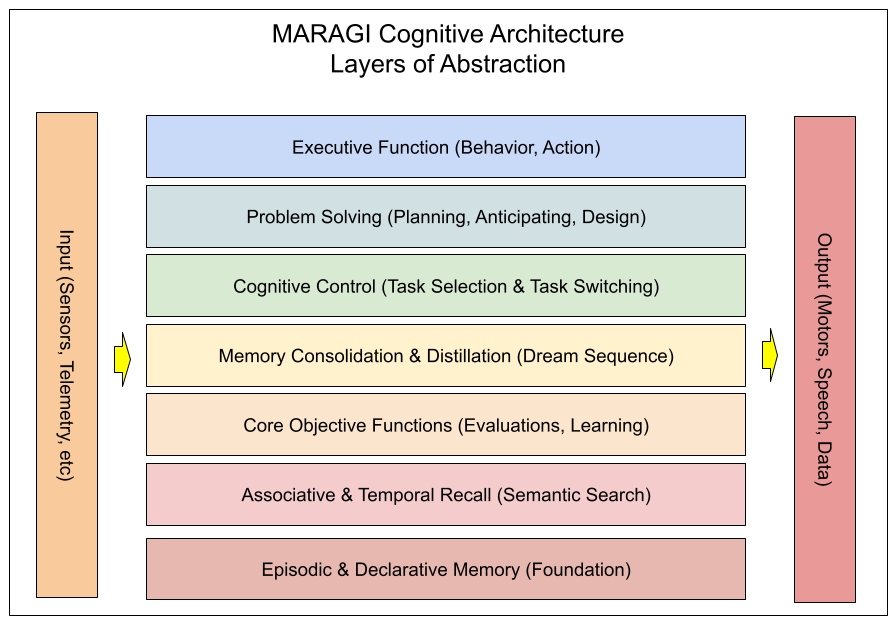 MARAGI Cognitive Architecture
Layers of Abstraction
Input (Sensors, Telemetry, etc)
Executive Function (Behavior, Action)
Problem Solving (Planning, Anticipating, Design)
Cognitive Control (Task Selection & Task Switching)
Memory Consolidation & Distillation (Dream Sequence)
Core Objective Functions (Evaluations, Learning)
Associative & Temporal Recall (Semantic Search)
Episodic & Declarative Memory (Foundation)
Output (Motors, Speech, Data)